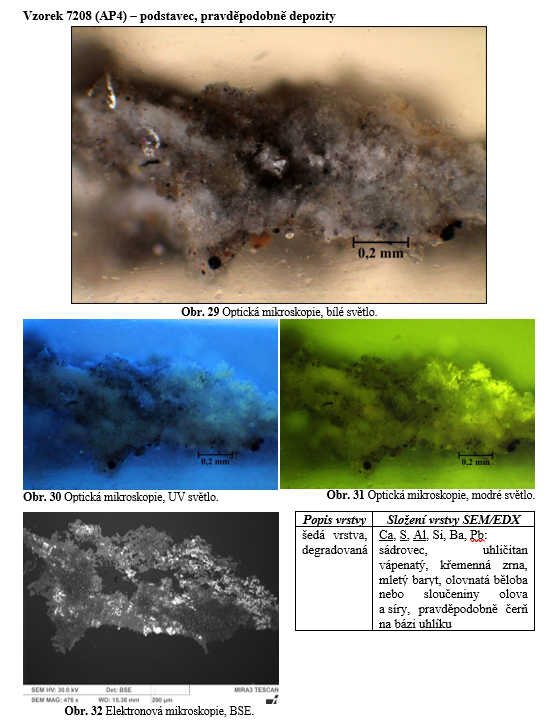 Vzorek 7208 (AP4) – podstavec, pravděpodobně depozity
0,2 mm
Obr. 29 Optická mikroskopie, bílé světlo.
0,2 mm
0,2 mm
Obr. 30 Optická mikroskopie, UV světlo.
Obr. 31 Optická mikroskopie, modré světlo.
Popis vrstvy Složení vrstvy SEM/EDX
šedá vrstva, degradovaná
Ca, S, Al, Si, Ba, Pb:
sádrovec, uhličitan
vápenatý, křemenná zrna,
mletý baryt, olovnatá běloba
nebo sloučeniny olova
a síry, pravděpodobně čerň
na bázi uhlíku
SEM HV: 30.0 kV Det: BSE MIRA3 TESCAN
SEM MAG: 476 x WD: 15.38 mm 200 µm
Obr. 32 Elektronová mikroskopie, BSE.